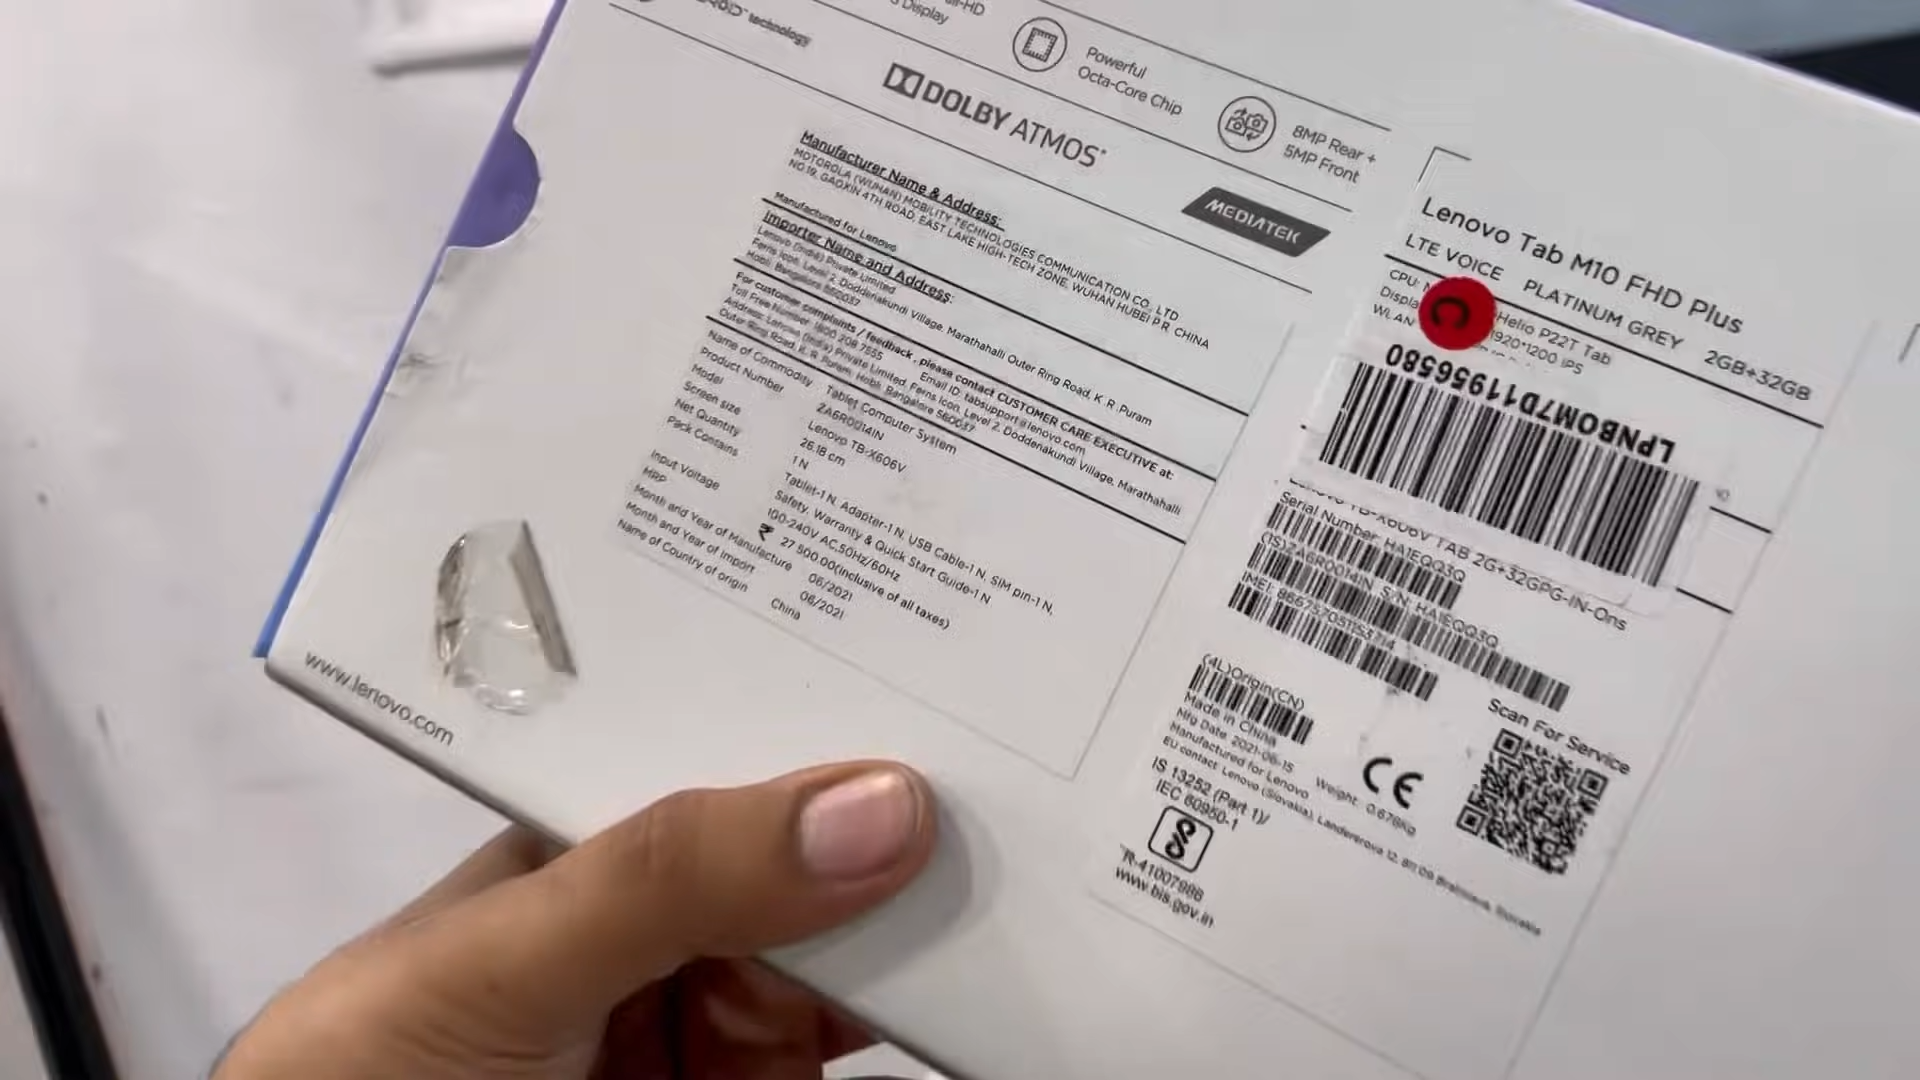 ull-HD
Display
technology
Powerful
Octa-Core Chip
8MP Rear +
5MP Front
DOLBY ATMOS
MEDIATEK
Manufacturer Name & Address:
MOTOROLA (WUHAN) MOBILITY TECHNOLOGIES COMMUNICATION CO., LTD
NO.19, GAOXIN 4TH ROAD, EAST LAKE HIGH-TECH ZONE, WUHAN HUBEI P.R. CHINA
Manufactured for Lenovo
Importer Name and Address:
Lenovo (India) Private Limited
Ferns Icon, Level 2, Doddenakundi Village, Marathahalli Outer Ring Road, K. R .Puram
Hobli, Bangalore 560037
For customer complaints / feedback , please contact CUSTOMER CARE EXECUTIVE at:
Toll Free Number: 1800 208 7555 Email ID: tabsupport@lenovo.com
Address: Lenovo (India) Private Limited, Ferns Icon, Level 2, Doddenakundi Village, Marathahalli
Outer Ring Road, K. R. Puram, Hobli, Bangalore 560037
Name of Commodity Tablet Computer System
Product Number ZA6R0014IN
Model Lenovo TB-X606V
Screen size 26.18 cm
Net Quantity 1 N
Pack Contains Tablet-1 N, Adapter-1 N, USB Cable-1 N, SIM pin-1 N,
Safety, Warranty & Quick Start Guide-1 N
Input Voltage 100-240V AC,50Hz/60Hz
MRP ₹ 27 500.00(inclusive of all taxes)
Month and Year of Manufacture 06/2021
Month and Year of Import 06/2021
Name of Country of origin China
www.lenovo.com
Lenovo Tab M10 FHD Plus
LTE VOICE PLATINUM GREY 2GB+32GB
CPU: Helio P22T Tab
Display 1920*1200 IPS
WLAN
C
LPNB0M7D11956580
TB-X606V TAB 2G+32GPG-IN-Ons
Serial Number: HA1EQQ3Q
(1S)ZA6R0014IN S/N: HA1EQQ3Q
IMEI:
(4L)Origin(CN)
Made in China
Mfg Date 2021-06-15
Manufactured for Lenovo Weight: 0.678Kg
EU contact: Lenovo (Slovakia), Landererova 12, 811 09 Bratislava, Slovakia
IS 13252 (Part 1)/
IEC 60950-1
CE
Scan For Service
R-41007986
www.bis.gov.in